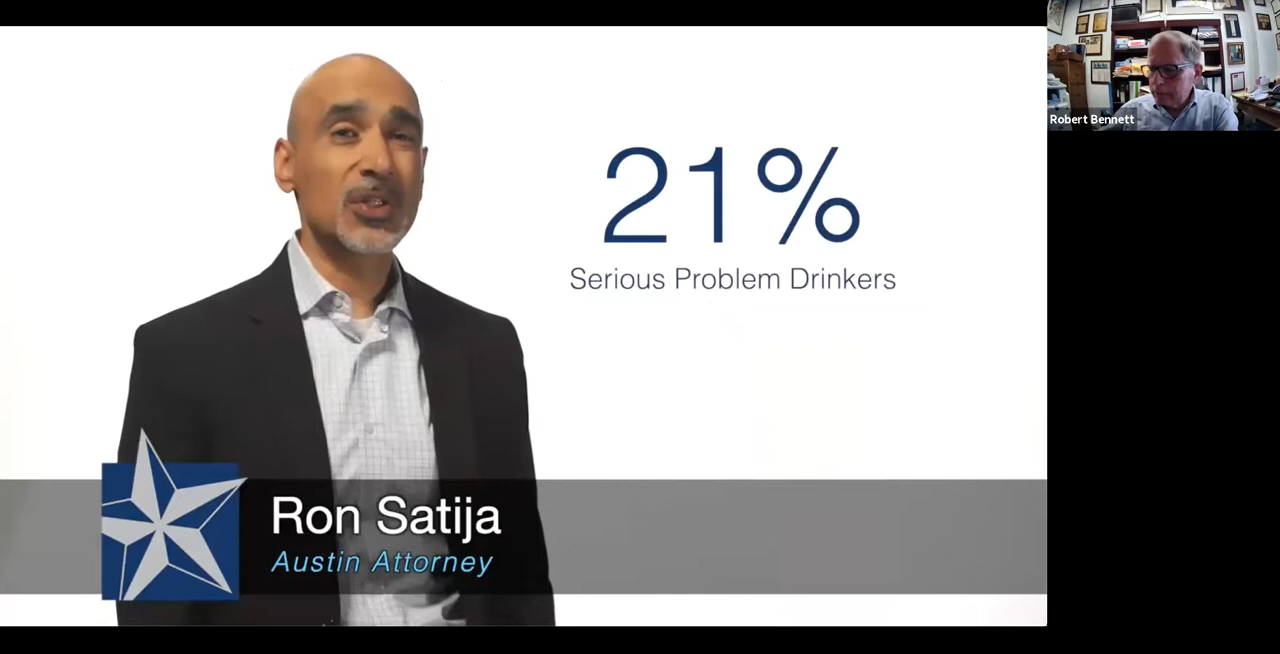 Robert Bennett
21%
Serious Problem Drinkers
Ron Satija
Austin Attorney